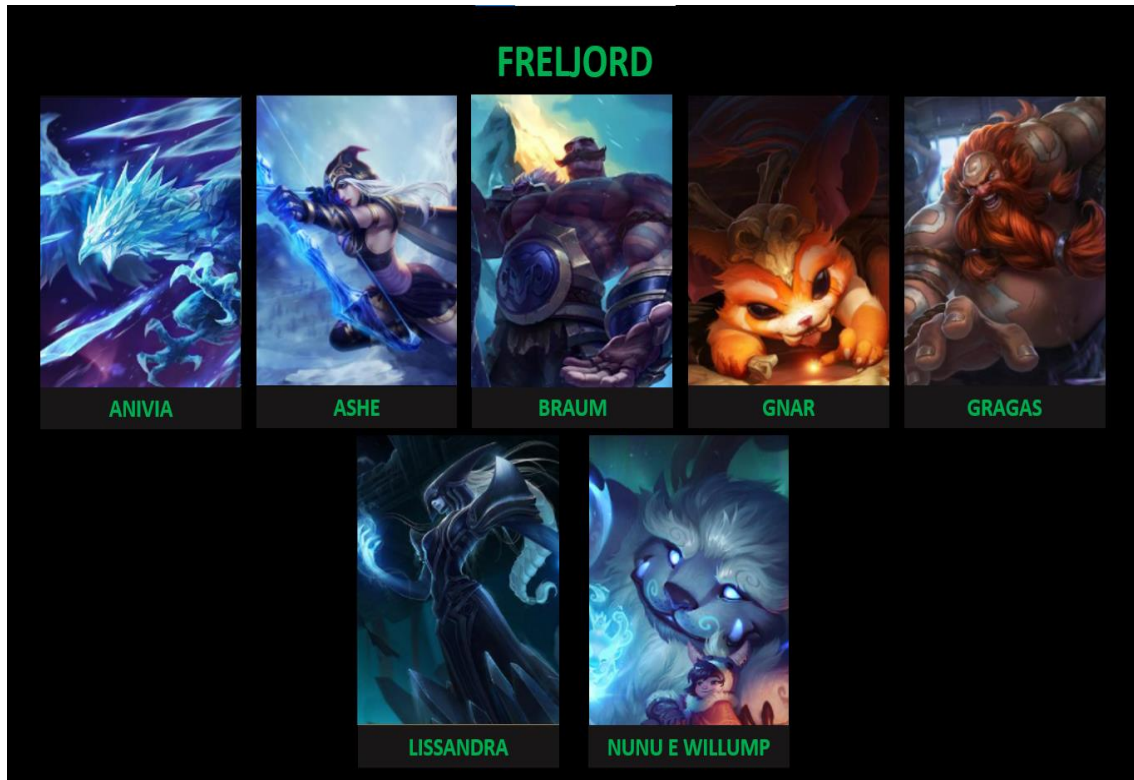 FRELJORD
ANIVIA
ASHE
BRAUM
GNAR
GRAGAS
LISSANDRA
NUNU E WILLUMP